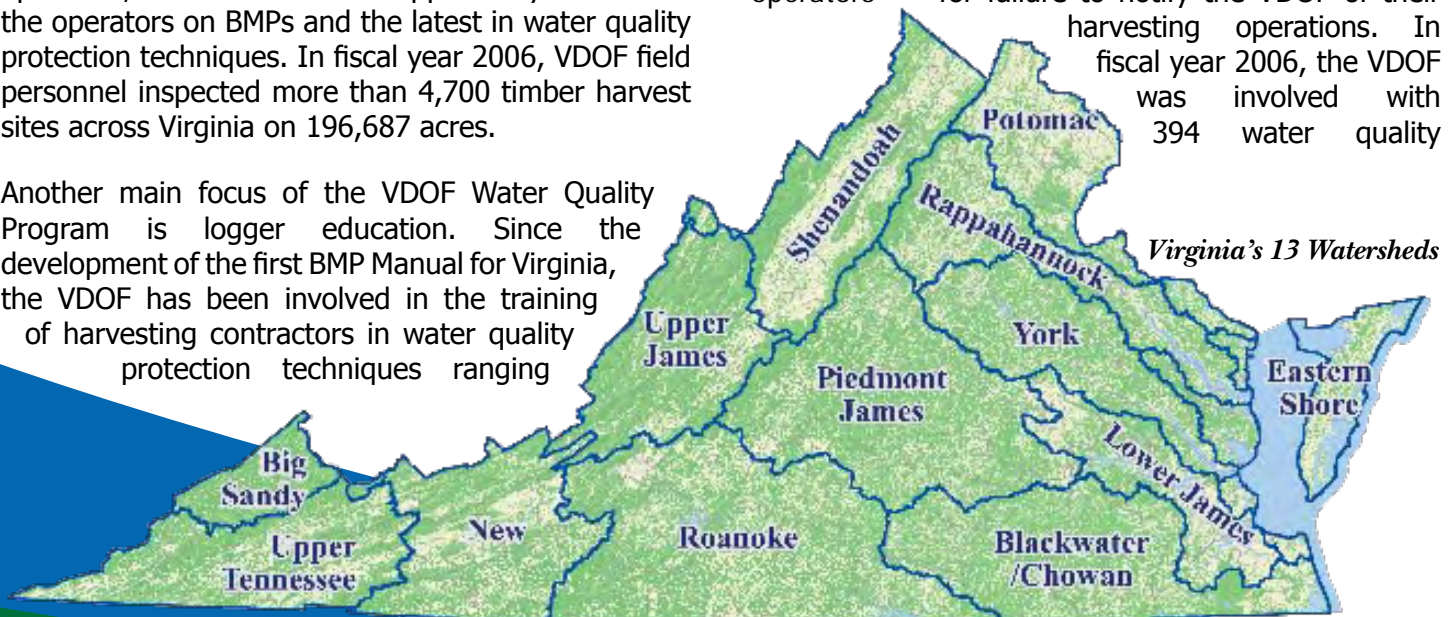 the operators on BMPs and the latest in water quality
protection techniques. In fiscal year 2006, VDOF field
personnel inspected more than 4,700 timber harvest
sites across Virginia on 196,687 acres.
Another main focus of the VDOF Water Quality
Program is logger education. Since the
development of the first BMP Manual for Virginia,
the VDOF has been involved in the training
of harvesting contractors in water quality
protection techniques ranging
operators for failure to notify the VDOF of their
harvesting operations. In
fiscal year 2006, the VDOF
was involved with
394 water quality
Virginia's 13 Watersheds
Potomac
Shenandoah
Rappahannock
Upper
James
York
Piedmont
James
Eastern
Shore
Lower James
Big
Sandy
Upper
Tennessee
New
Roanoke
Blackwater
/Chowan